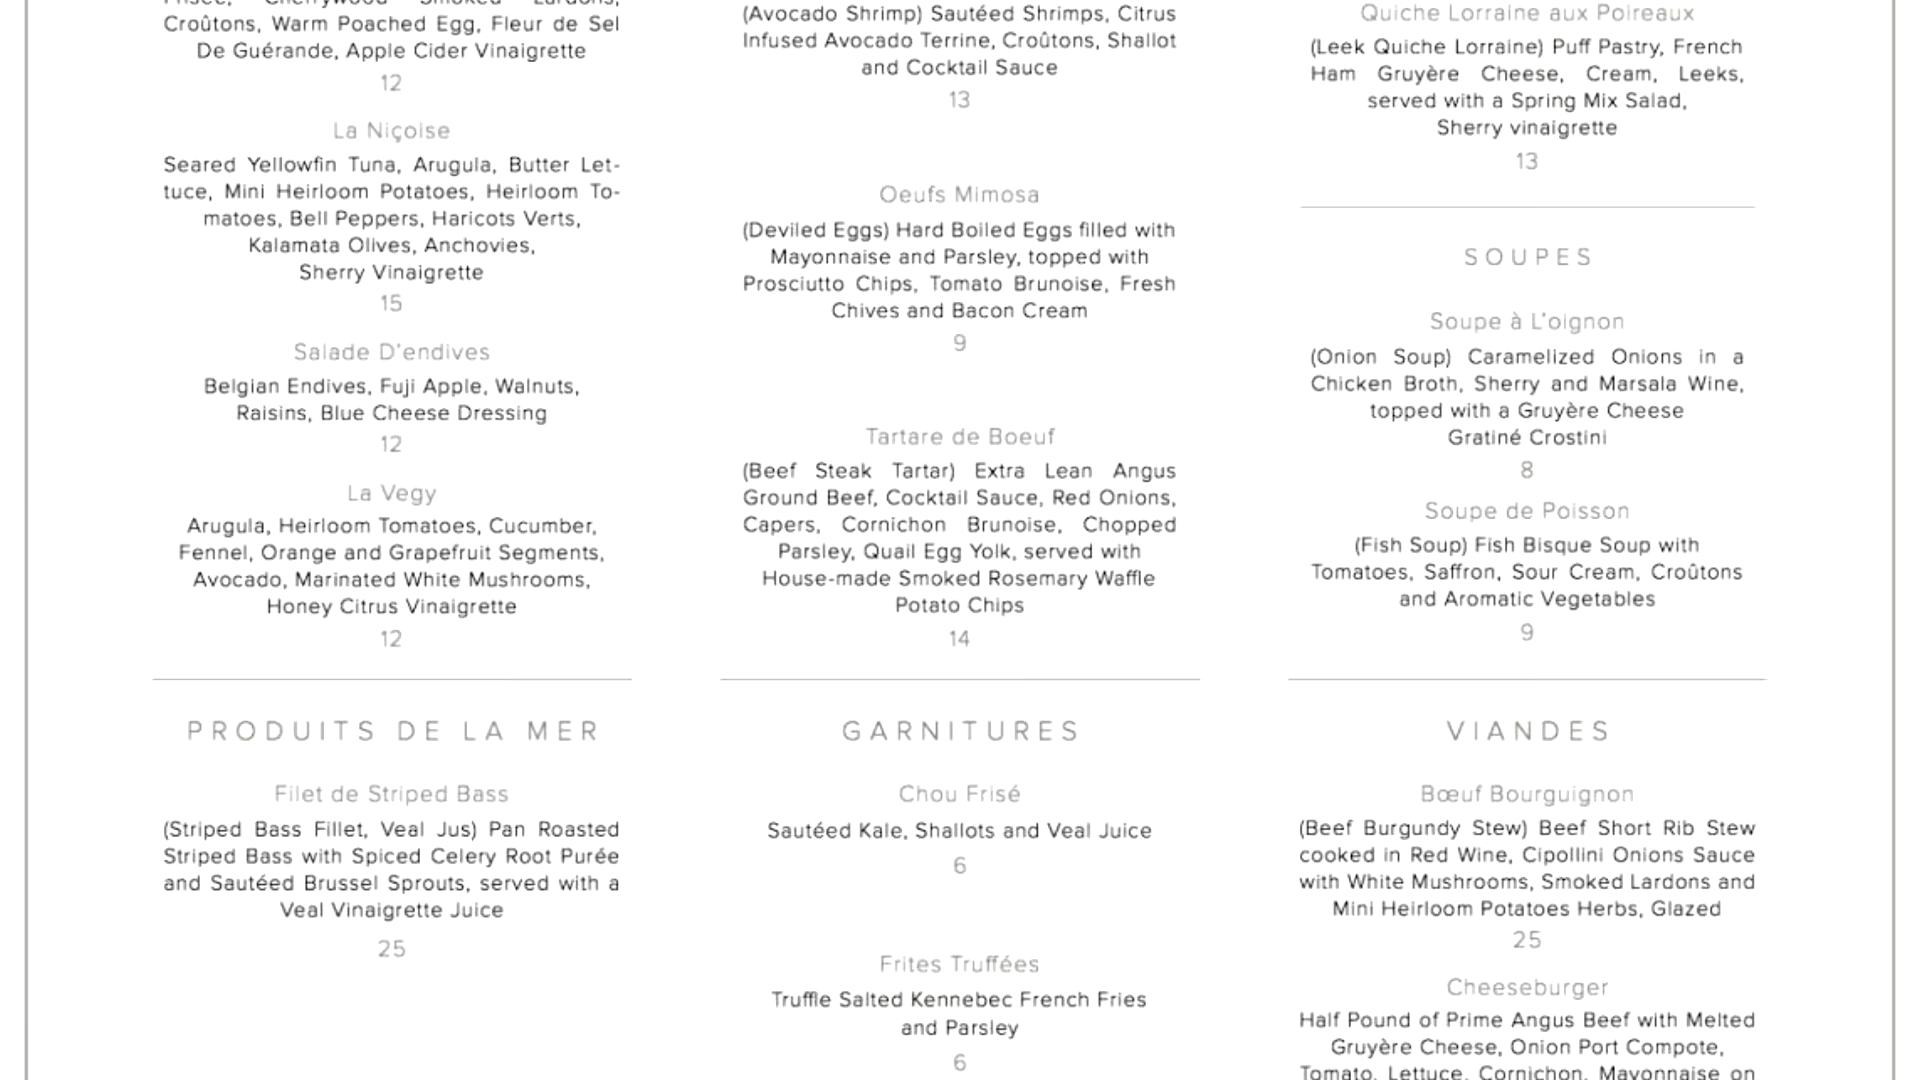 Croûtons, Warm Poached Egg, Fleur de Sel
De Guérande, Apple Cider Vinaigrette
12
La Niçoise
Seared Yellowfin Tuna, Arugula, Butter Let-
tuce, Mini Heirloom Potatoes, Heirloom To-
matoes, Bell Peppers, Haricots Verts,
Kalamata Olives, Anchovies,
Sherry Vinaigrette
15
Salade D'endives
Belgian Endives, Fuji Apple, Walnuts,
Raisins, Blue Cheese Dressing
12
La Vegy
Arugula, Heirloom Tomatoes, Cucumber,
Fennel, Orange and Grapefruit Segments,
Avocado, Marinated White Mushrooms,
Honey Citrus Vinaigrette
12
(Avocado Shrimp) Sautéed Shrimps, Citrus
Infused Avocado Terrine, Croûtons, Shallot
and Cocktail Sauce
13
Oeufs Mimosa
(Deviled Eggs) Hard Boiled Eggs filled with
Mayonnaise and Parsley, topped with
Prosciutto Chips, Tomato Brunoise, Fresh
Chives and Bacon Cream
9
Tartare de Boeuf
(Beef Steak Tartar) Extra Lean Angus
Ground Beef, Cocktail Sauce, Red Onions,
Capers, Cornichon Brunoise, Chopped
Parsley, Quail Egg Yolk, served with
House-made Smoked Rosemary Waffle
Potato Chips
14
Quiche Lorraine aux Poireaux
(Leek Quiche Lorraine) Puff Pastry, French
Ham Gruyère Cheese, Cream, Leeks,
served with a Spring Mix Salad,
Sherry vinaigrette
13
SOUPES
Soupe à L'oignon
(Onion Soup) Caramelized Onions in a
Chicken Broth, Sherry and Marsala Wine,
topped with a Gruyère Cheese
Gratiné Crostini
8
Soupe de Poisson
(Fish Soup) Fish Bisque Soup with
Tomatoes, Saffron, Sour Cream, Croûtons
and Aromatic Vegetables
9
PRODUITS DE LA MER
Filet de Striped Bass
(Striped Bass Fillet, Veal Jus) Pan Roasted
Striped Bass with Spiced Celery Root Purée
and Sautéed Brussel Sprouts, served with a
Veal Vinaigrette Juice
25
GARNITURES
Chou Frisé
Sautéed Kale, Shallots and Veal Juice
6
Frites Truffées
Truffle Salted Kennebec French Fries
and Parsley
6
VIANDES
Bœuf Bourguignon
(Beef Burgundy Stew) Beef Short Rib Stew
cooked in Red Wine, Cipollini Onions Sauce
with White Mushrooms, Smoked Lardons and
Mini Heirloom Potatoes Herbs, Glazed
25
Cheeseburger
Half Pound of Prime Angus Beef with Melted
Gruyère Cheese, Onion Port Compote,
Tomato, Lettuce, Cornichon, Mayonnaise on